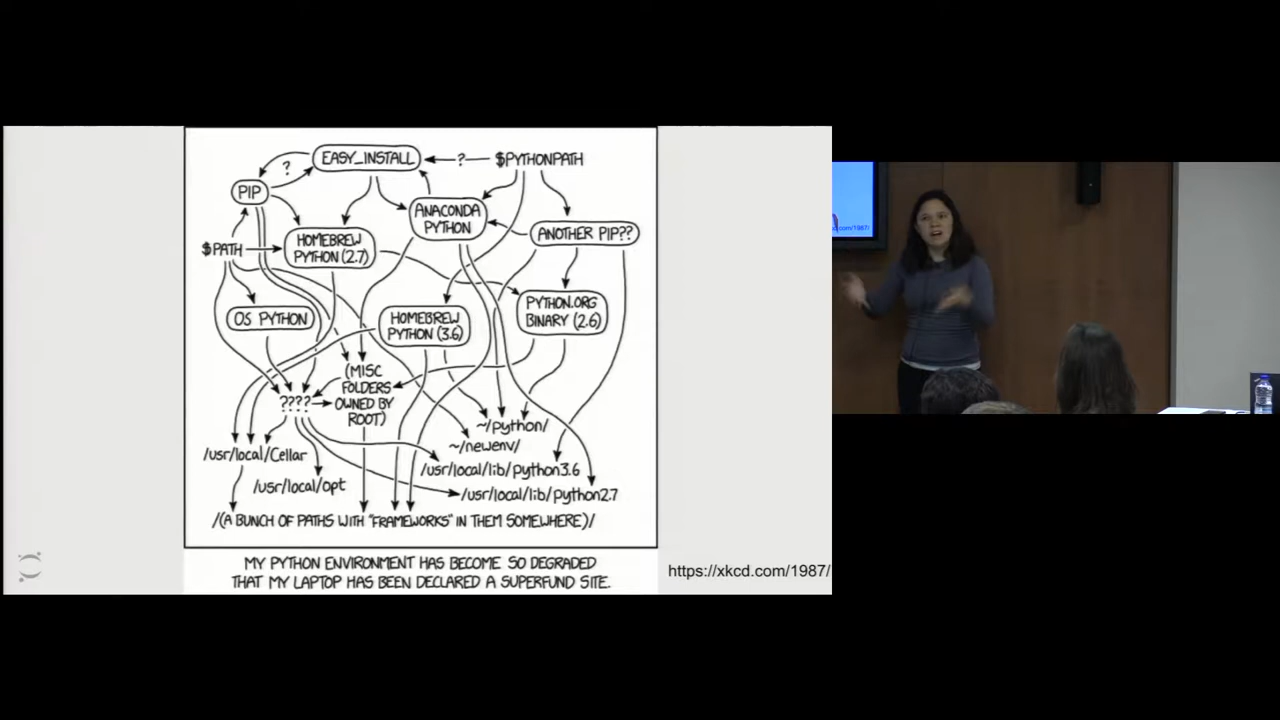 EASY_INSTALL
?
$PYTHONPATH
?
PIP
ANACONDA
PYTHON
ANOTHER PIP??
$PATH
HOMEBREW
PYTHON (2.7)
OS PYTHON
HOMEBREW
PYTHON (3.6)
PYTHON.ORG
BINARY (2.6)
(MISC
FOLDERS
OWNED BY
ROOT)
????
~/python/
~/newenv/
/usr/local/Cellar
/usr/local/lib/python3.6
/usr/local/opt
/usr/local/lib/python2.7
/(A BUNCH OF PATHS WITH "FRAMEWORKS" IN THEM SOMEWHERE)/
MY PYTHON ENVIRONMENT HAS BECOME SO DEGRADED
THAT MY LAPTOP HAS BEEN DECLARED A SUPERFUND SITE.
https://xkcd.com/1987/
cd.com/1987/